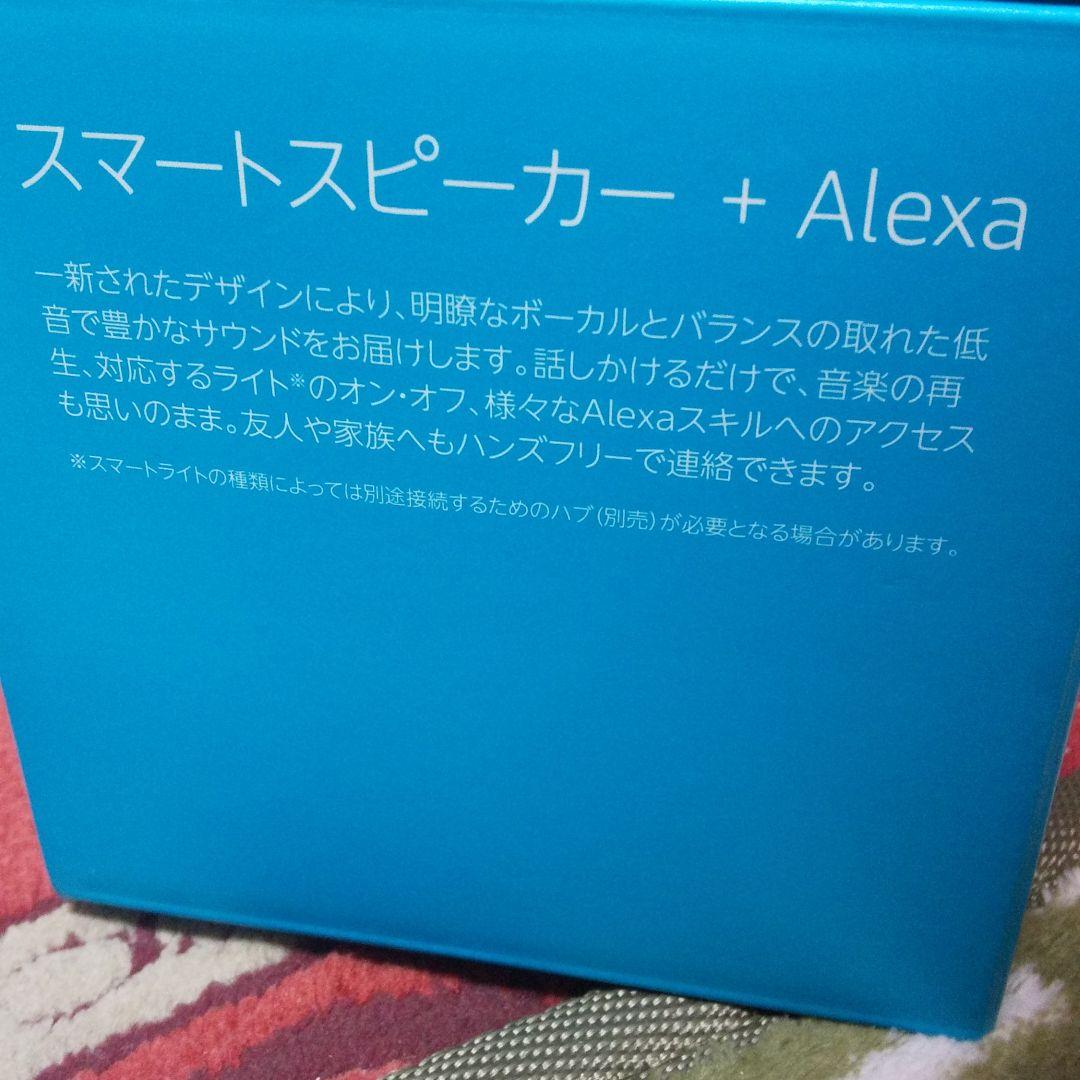 スマートスピーカー + Alexa
一新されたデザインにより、明瞭なボーカルとバランスの取れた低
音で豊かなサウンドをお届けします。話しかけるだけで、音楽の再
生、対応するライト※のオン・オフ、様々なAlexaスキルへのアクセス
も思いのまま。友人や家族へもハンズフリーで連絡できます。
※スマートライトの種類によっては別途接続するためのハブ(別売)が必要となる場合があります。